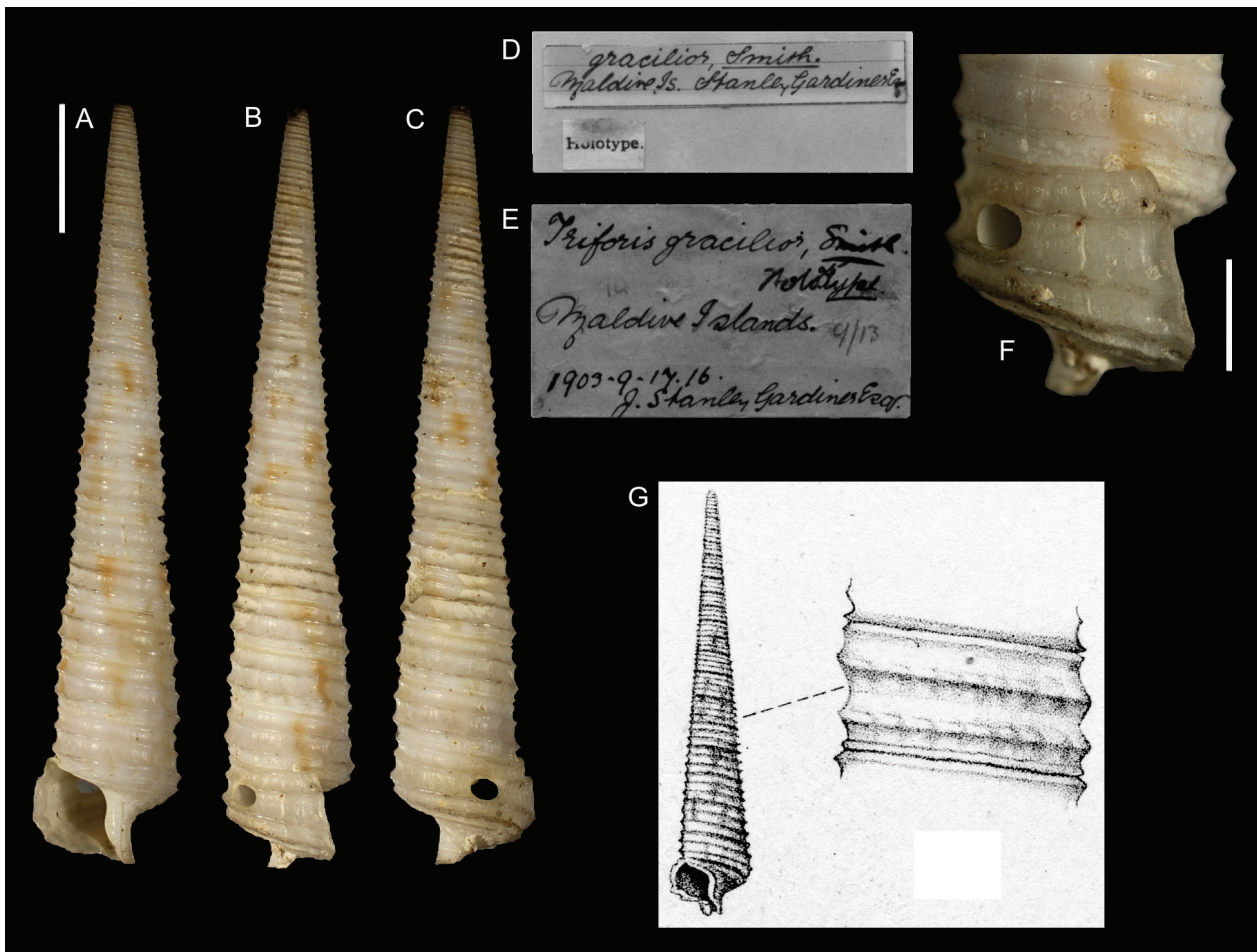 A
B
C
D
gracilior, Smith.
Maldive Is. Stanley Gardiner Esq
Holotype.
E
Triforis gracilior, Smith.
Holotype.
Maldive Islands.
9/13
1903-9-17.16.
J. Stanley Gardiner Esqr.
F
G